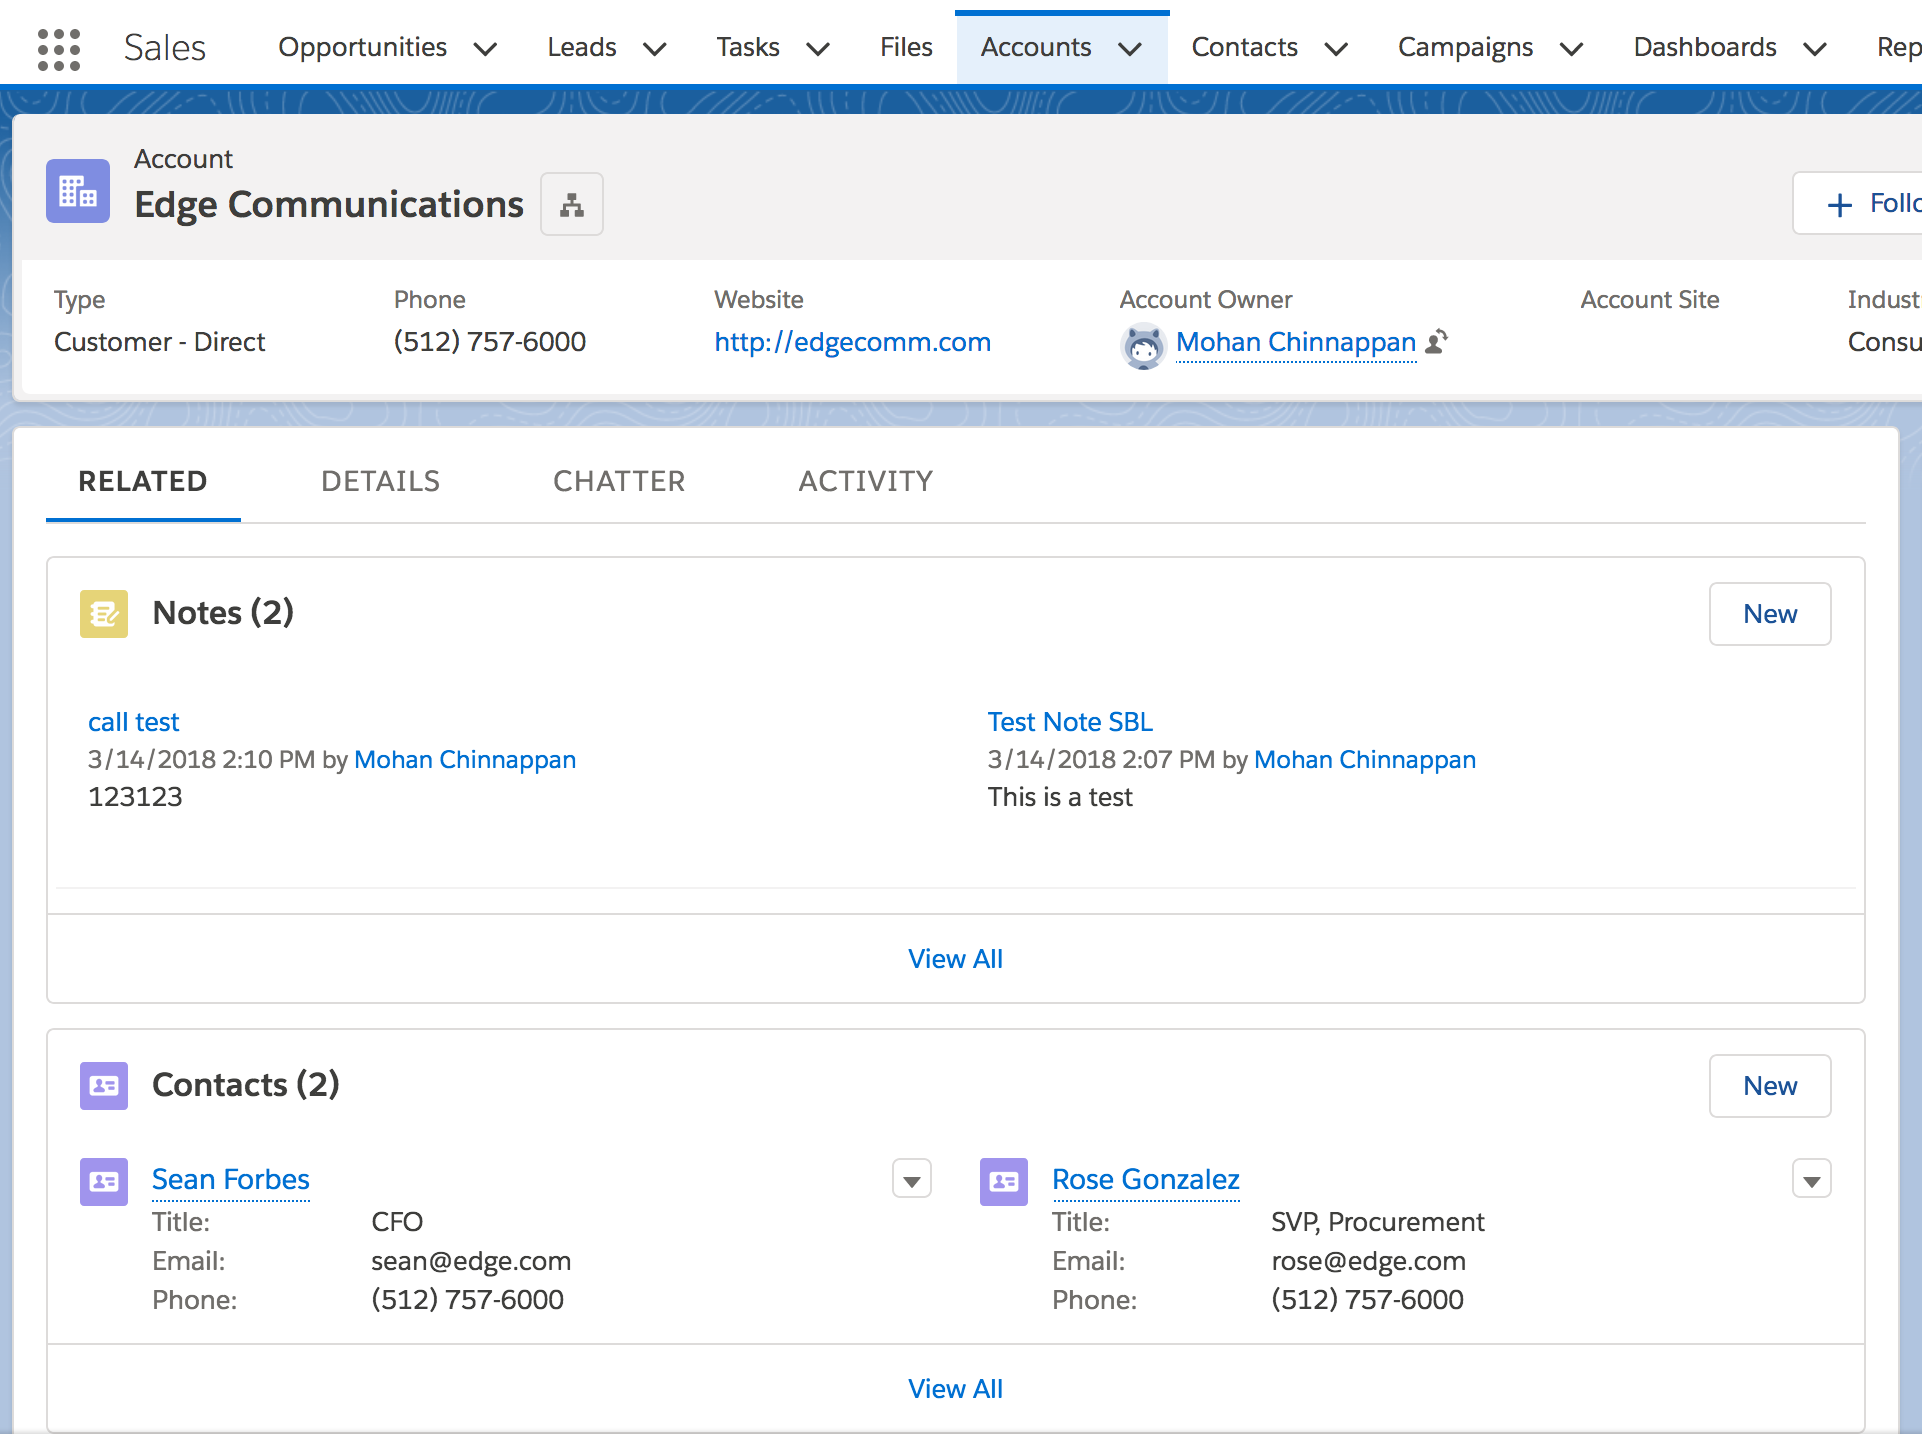 Sales Opportunities Leads Tasks Files Accounts Contacts Campaigns Dashboards Rep
Account
Edge Communications
+ Follo
Type Phone Website Account Owner Account Site Indust
Customer - Direct (512) 757-6000 http://edgecomm.com Mohan Chinnappan Consu
RELATED DETAILS CHATTER ACTIVITY
Notes (2) New
call test Test Note SBL
3/14/2018 2:10 PM by Mohan Chinnappan 3/14/2018 2:07 PM by Mohan Chinnappan
123123 This is a test
View All
Contacts (2) New
Sean Forbes Rose Gonzalez
Title: CFO Title: SVP, Procurement
Email: sean@edge.com Email: rose@edge.com
Phone: (512) 757-6000 Phone: (512) 757-6000
View All